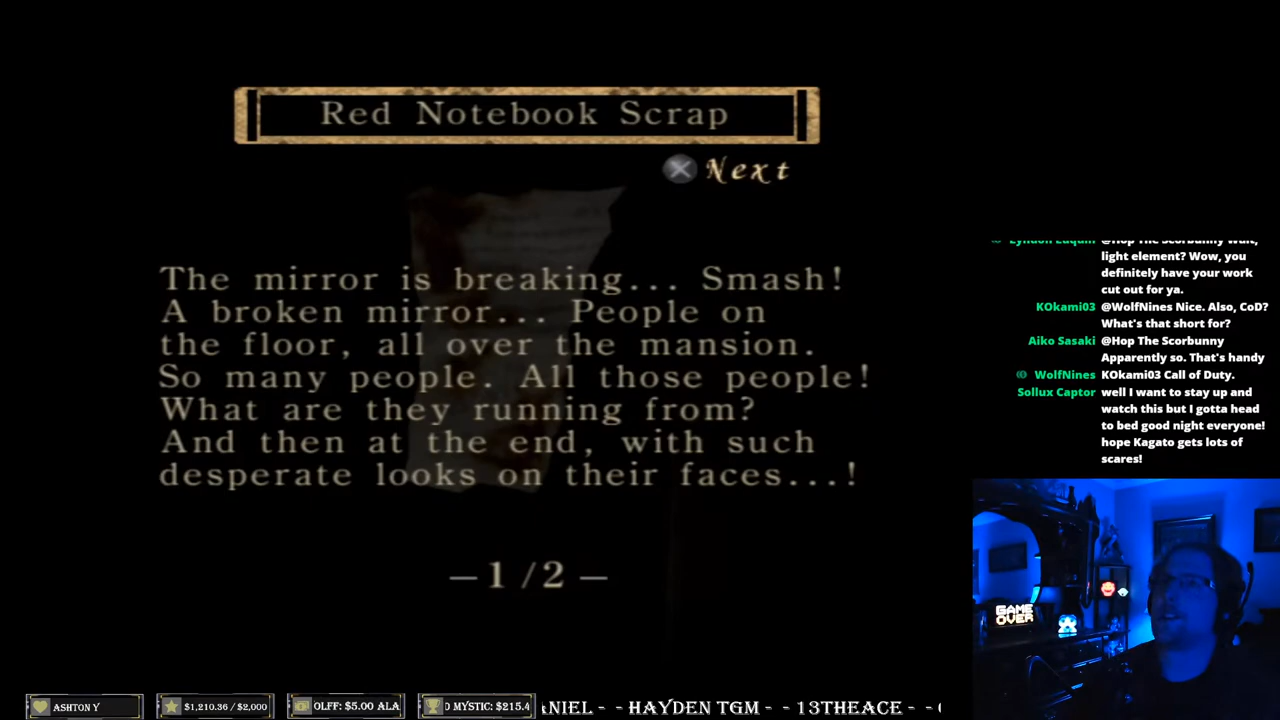 Red Notebook Scrap
Next
The mirror is breaking... Smash!
A broken mirror... People on
the floor, all over the mansion.
So many people. All those people!
What are they running from?
And then at the end, with such
desperate looks on their faces...!
—1/2—
@Hop The Scorbunny Wait,
light element? Wow, you
definitely have your work
cut out for ya.
KOkami03 @WolfNines Nice. Also, CoD?
What's that short for?
Aiko Sasaki @Hop The Scorbunny
Apparently so. That's handy
WolfNines KOkami03 Call of Duty.
Sollux Captor well I want to stay up and
watch this but I gotta head
to bed good night everyone!
hope Kagato gets lots of
scares!
GAME
OVER
ASHTON Y
$1,210.36 / $2,000
OLFF: $5.00 ALA
D MYSTIC: $215.4
ANIEL - - HAYDEN TGM - - 13THEACE - -